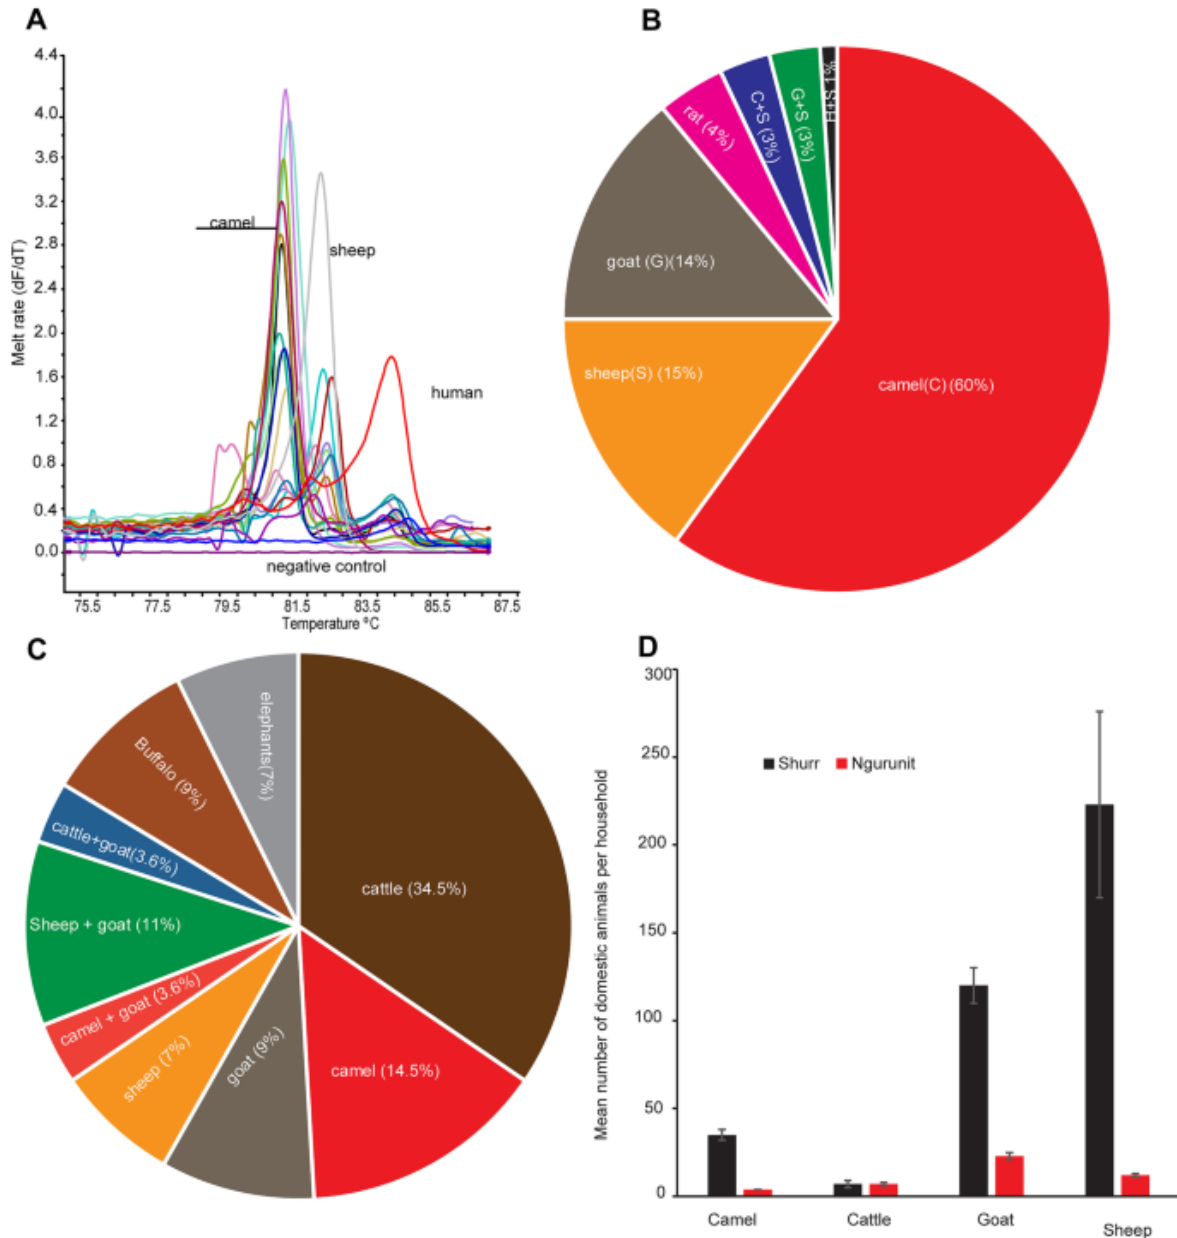 A
4.4
4.0
3.6
3.2
2.8
2.4
2.0
1.6
1.2
0.8
0.4
0.0
Melt rate (dF/dT)
camel
sheep
human
negative control
75.5 77.5 79.5 81.5 83.5 85.5 87.5
Temperature ºC
B
rat (4%)
C+S (3%)
G+S (3%)
H+S 1%
goat (G)(14%)
sheep(S) (15%)
camel(C)(60%)
C
elephants(7%)
Buffalo (9%)
cattle+goat(3.6%)
Sheep + goat (11%)
camel + goat (3.6%)
sheep (7%)
goat (9%)
camel (14.5%)
cattle (34.5%)
D
300
250
200
150
100
50
0
Mean number of domestic animals per household
Shurr Ngurunit
Camel Cattle Goat Sheep